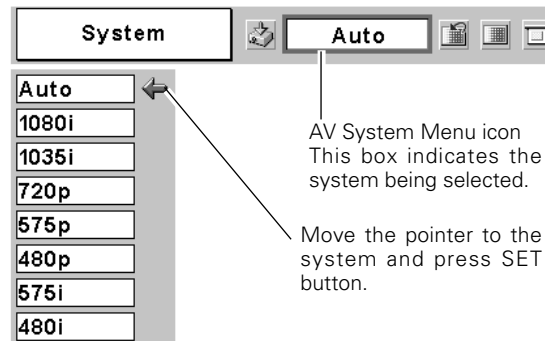 System
Auto
Auto
1080i
1035i
720p
575p
480p
575i
480i
AV System Menu icon
This box indicates the
system being selected.
Move the pointer to the
system and press SET
button.